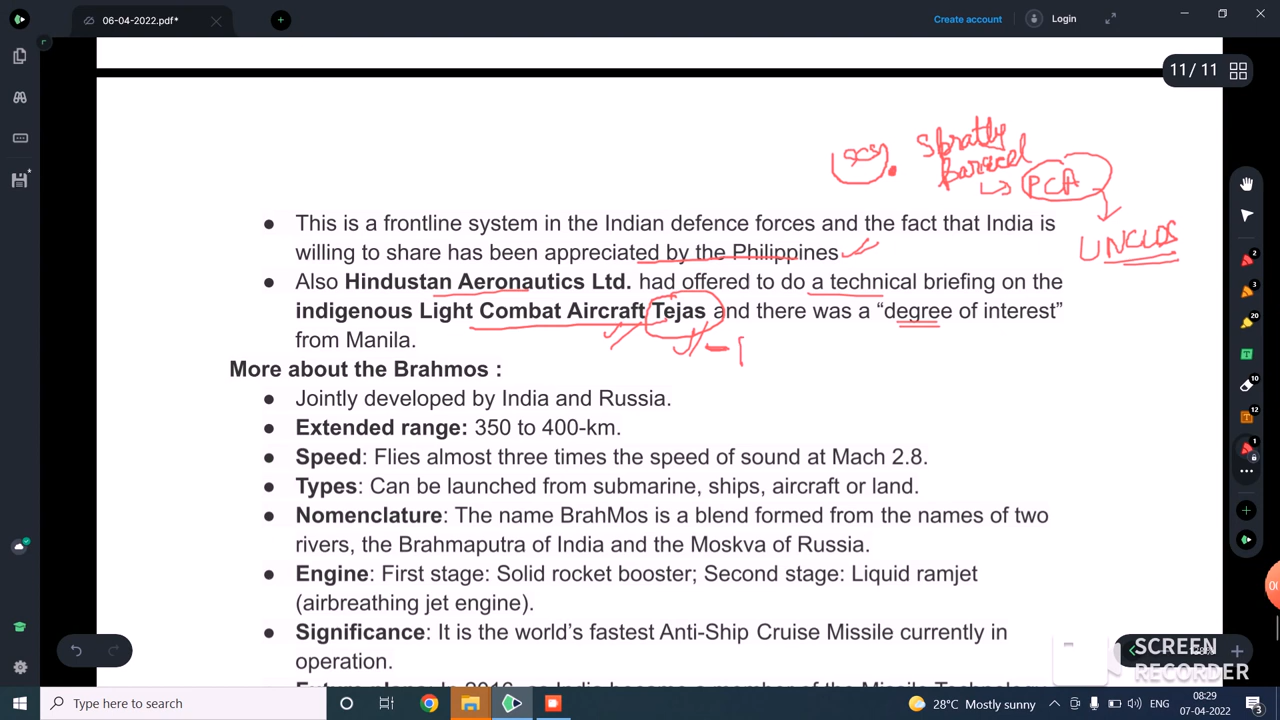 06-04-2022.pdf*
Create account
Login
11/ 11
SCS
Spratly
Paracel
PCA
UNCLOS
● This is a frontline system in the Indian defence forces and the fact that India is
willing to share has been appreciated by the Philippines
● Also Hindustan Aeronautics Ltd. had offered to do a technical briefing on the
indigenous Light Combat Aircraft Tejas and there was a “degree of interest”
from Manila.
More about the Brahmos :
● Jointly developed by India and Russia.
● Extended range: 350 to 400-km.
● Speed: Flies almost three times the speed of sound at Mach 2.8.
● Types: Can be launched from submarine, ships, aircraft or land.
● Nomenclature: The name BrahMos is a blend formed from the names of two
rivers, the Brahmaputra of India and the Moskva of Russia.
● Engine: First stage: Solid rocket booster; Second stage: Liquid ramjet
(airbreathing jet engine).
● Significance: It is the world’s fastest Anti-Ship Cruise Missile currently in
operation.
SCREEN
RECORDER
Type here to search
28°C Mostly sunny
ENG
08:29
07-04-2022
2
3
20
10
12
1
00
3